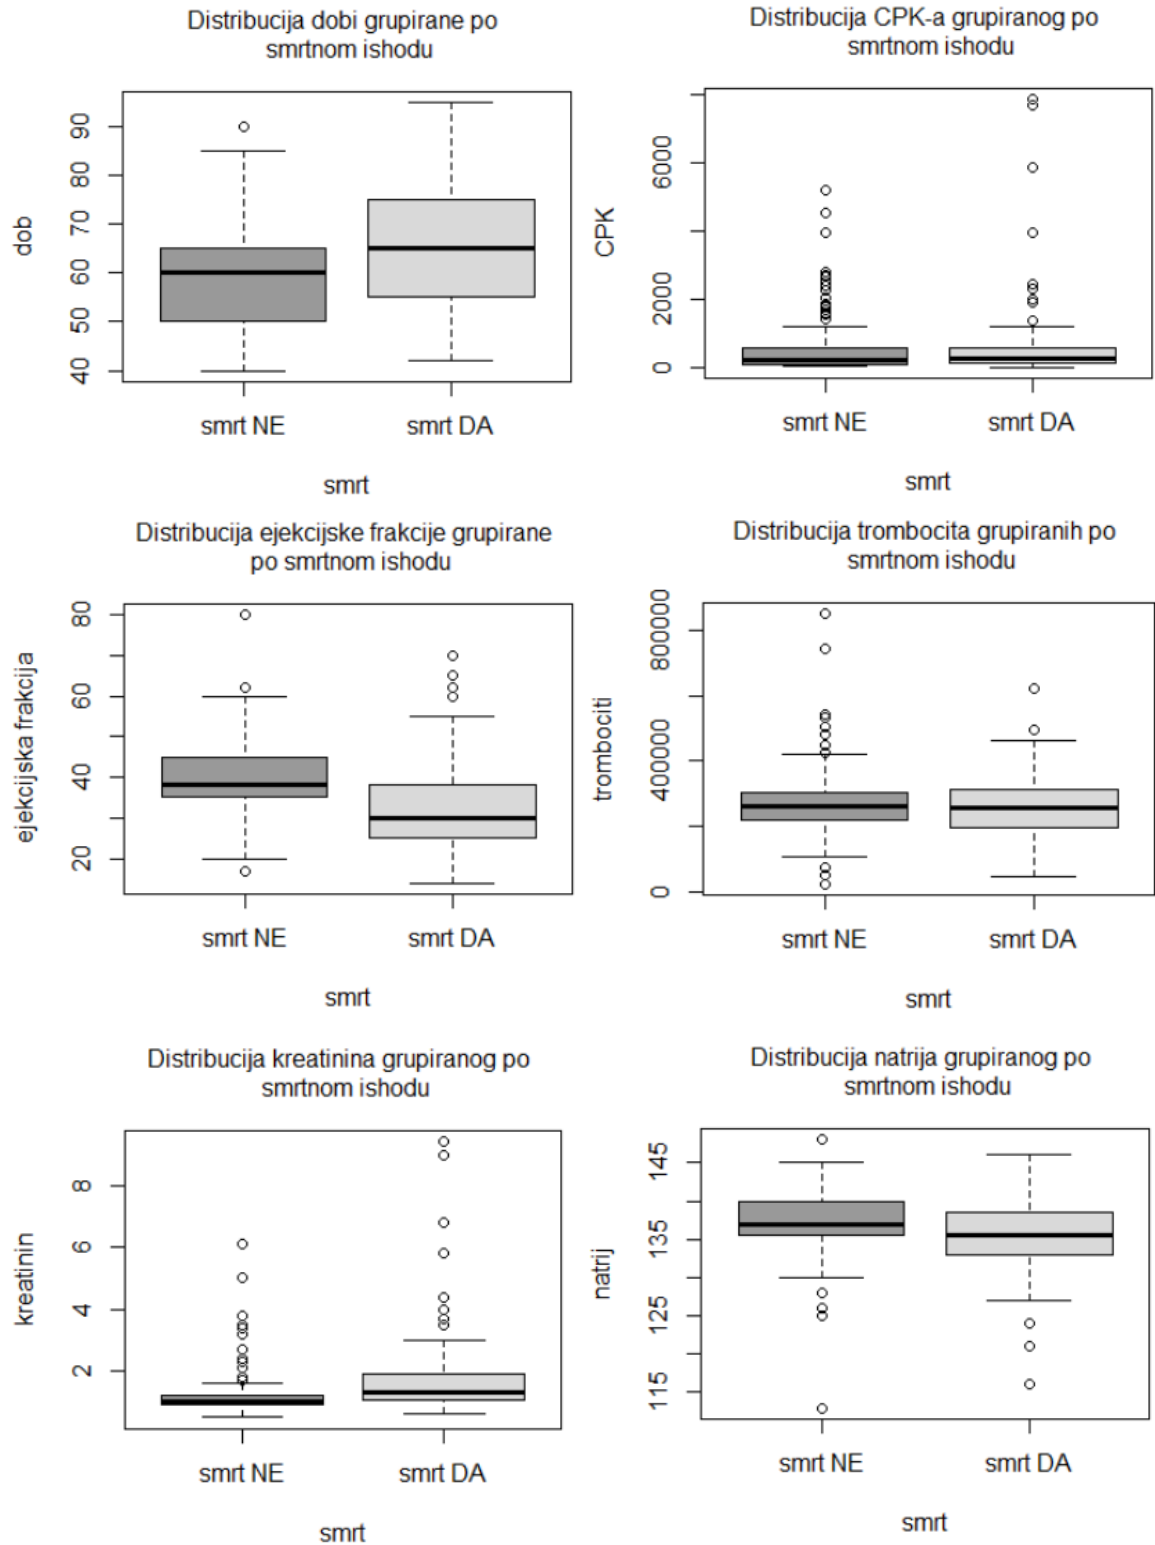 Distribucija dobi grupirane po
smrtnom ishodu
dob
90
80
70
60
50
40
smrt NE
smrt DA
smrt
Distribucija CPK-a grupiranog po
smrtnom ishodu
CPK
6000
2000
0
smrt NE
smrt DA
smrt
Distribucija ejekcijske frakcije grupirane
po smrtnom ishodu
ejekcijska frakcija
80
60
40
20
smrt NE
smrt DA
smrt
Distribucija trombocita grupiranih po
smrtnom ishodu
trombociti
800000
400000
0
smrt NE
smrt DA
smrt
Distribucija kreatinina grupiranog po
smrtnom ishodu
kreatinin
8
6
4
2
smrt NE
smrt DA
smrt
Distribucija natrija grupiranog po
smrtnom ishodu
natrij
145
135
125
115
smrt NE
smrt DA
smrt